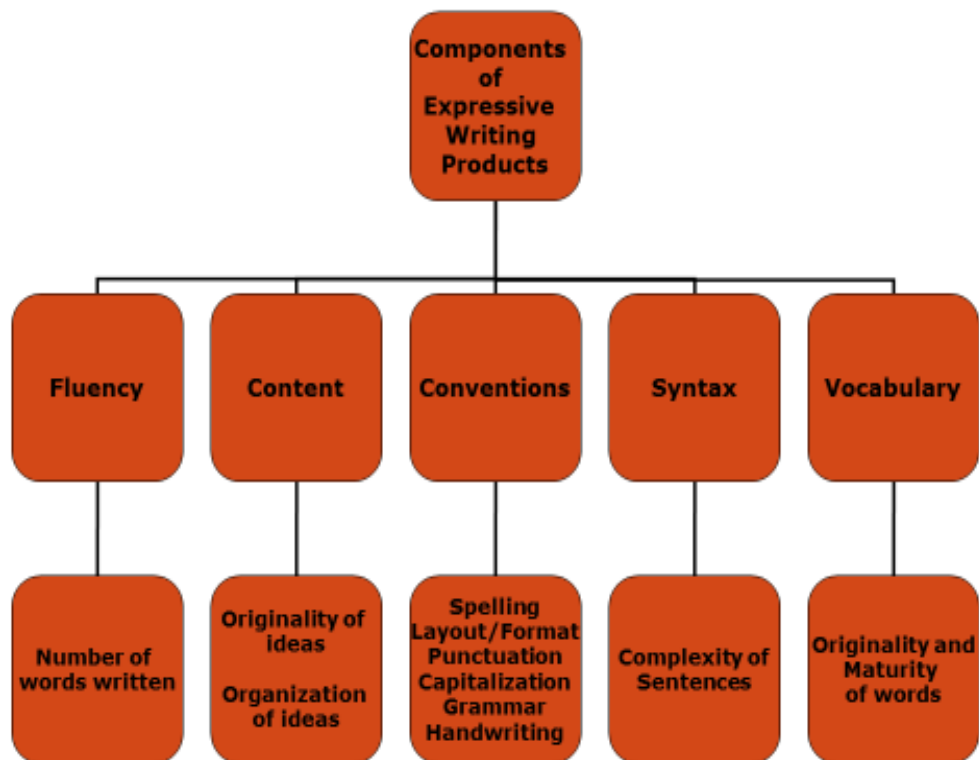 Components
of
Expressive
Writing
Products
Fluency
Content
Conventions
Syntax
Vocabulary
Number of
words written
Originality of
ideas
Organization
of ideas
Spelling
Layout/Format
Punctuation
Capitalization
Grammar
Handwriting
Complexity of
Sentences
Originality and
Maturity
of words